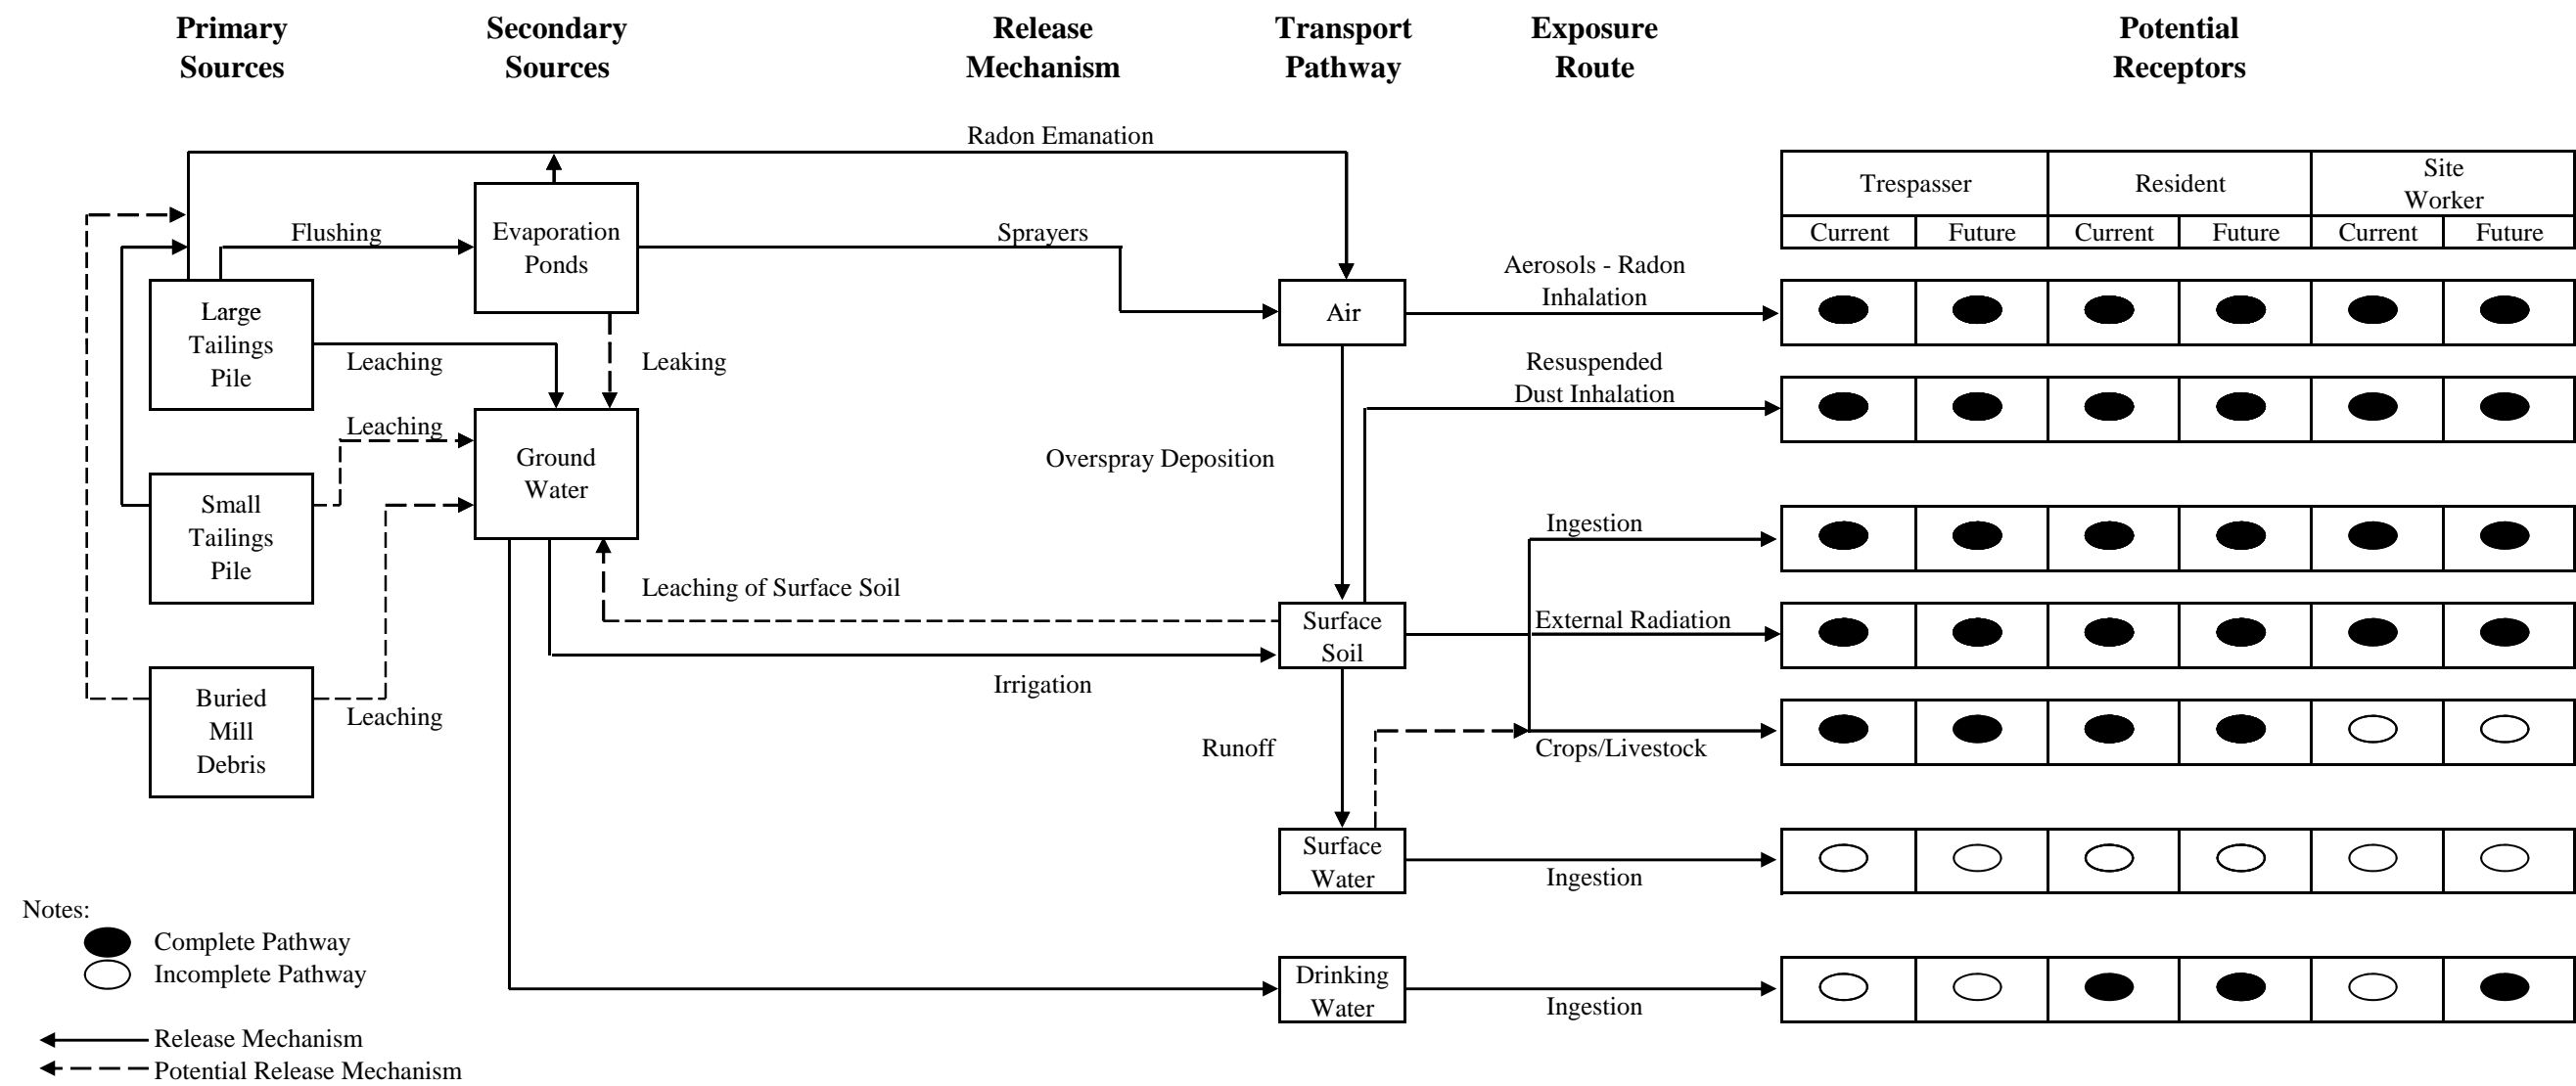 Primary
Sources
Secondary
Sources
Release
Mechanism
Transport
Pathway
Exposure
Route
Potential
Receptors
Radon Emanation
Trespasser
Resident
Site
Worker
Current
Future
Current
Future
Current
Future
Flushing
Evaporation
Ponds
Sprayers
Aerosols - Radon
Inhalation
Large
Tailings
Pile
Air
Leaching
Leaking
Resuspended
Dust Inhalation
Leaching
Ground
Water
Overspray Deposition
Small
Tailings
Pile
Ingestion
Leaching of Surface Soil
Surface
Soil
External Radiation
Irrigation
Buried
Mill
Debris
Leaching
Runoff
Crops/Livestock
Surface
Water
Ingestion
Notes:
Complete Pathway
Incomplete Pathway
Drinking
Water
Ingestion
Release Mechanism
Potential Release Mechanism